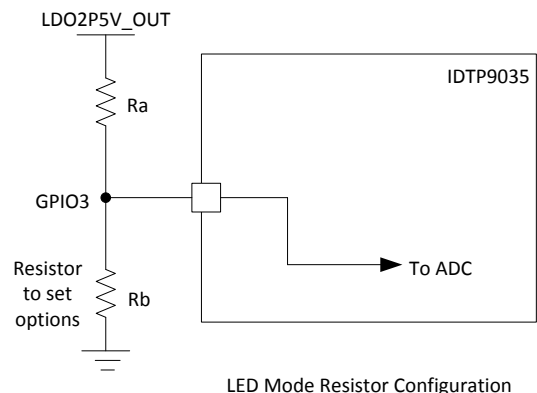 LDO2P5V_OUT
IDTP9035
Ra
GPIO3
Resistor
to set
options
Rb
To ADC
LED Mode Resistor Configuration